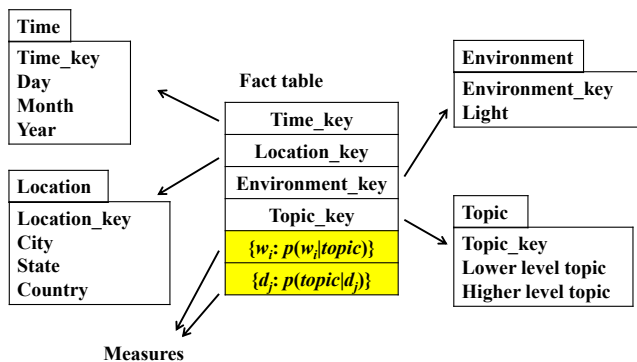 Time
Time_key
Day
Month
Year
Location
Location_key
City
State
Country
Fact table
Time_key
Location_key
Environment_key
Topic_key
{wᵢ: p(wᵢ|topic)}
{dⱼ: p(topic|dⱼ)}
Measures
Environment
Environment_key
Light
Topic
Topic_key
Lower level topic
Higher level topic